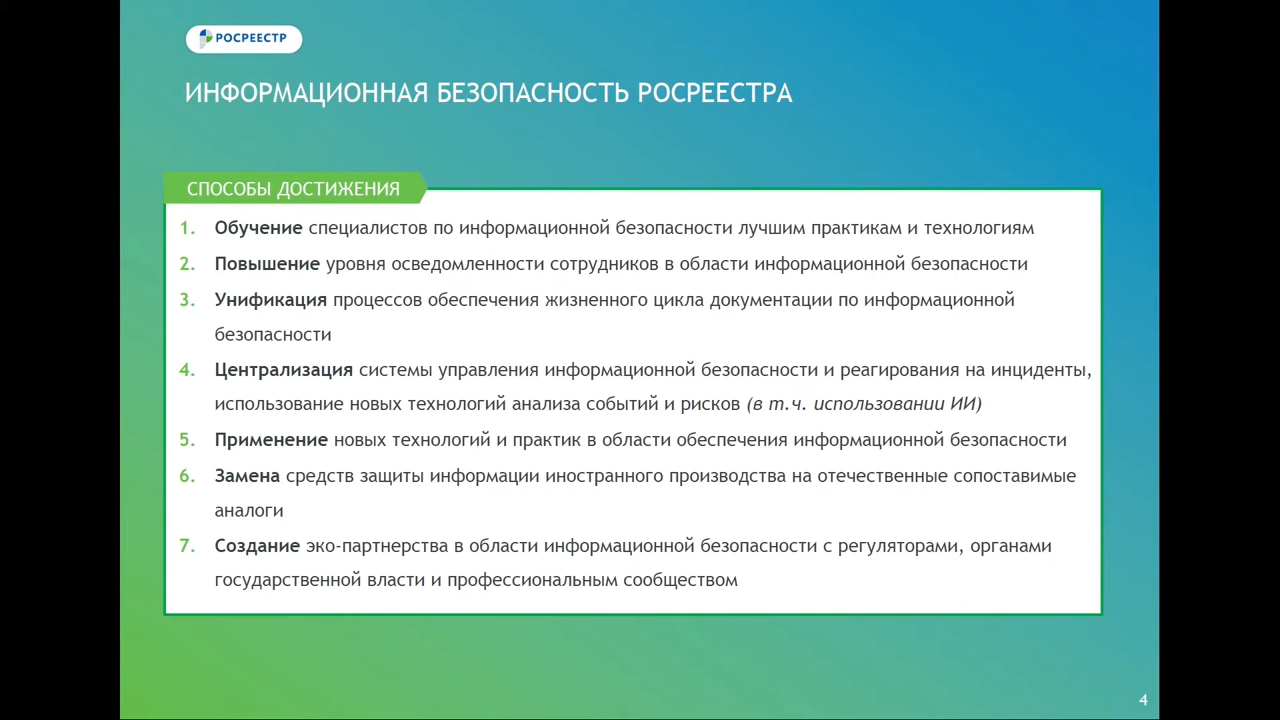 РОСРЕЕСТР
ИНФОРМАЦИОННАЯ БЕЗОПАСНОСТЬ РОСРЕЕСТРА
СПОСОБЫ ДОСТИЖЕНИЯ
1. Обучение специалистов по информационной безопасности лучшим практикам и технологиям
2. Повышение уровня осведомленности сотрудников в области информационной безопасности
3. Унификация процессов обеспечения жизненного цикла документации по информационной
безопасности
4. Централизация системы управления информационной безопасности и реагирования на инциденты,
использование новых технологий анализа событий и рисков (в т.ч. использовании ИИ)
5. Применение новых технологий и практик в области обеспечения информационной безопасности
6. Замена средств защиты информации иностранного производства на отечественные сопоставимые
аналоги
7. Создание эко-партнерства в области информационной безопасности с регуляторами, органами
государственной власти и профессиональным сообществом
4